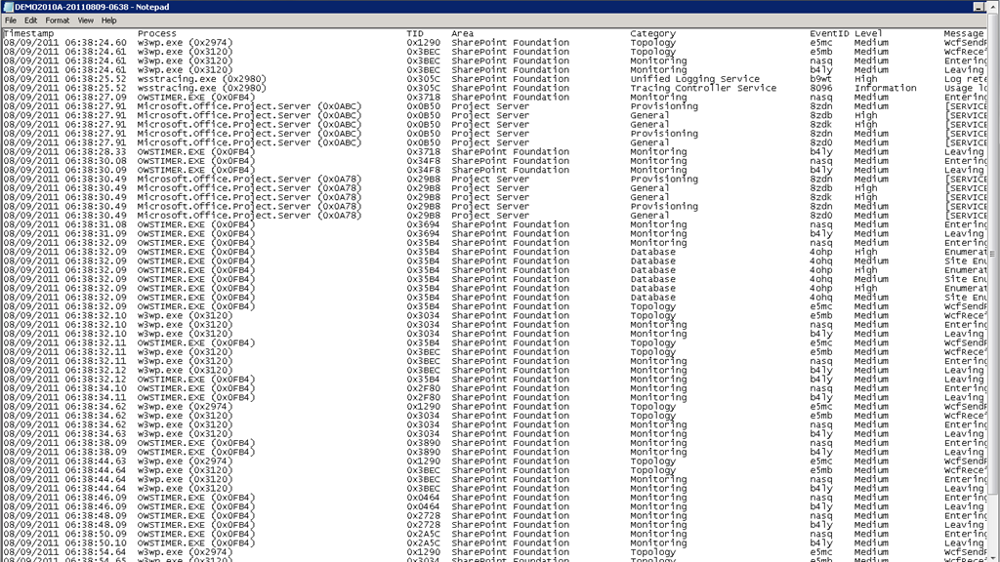 DEMO2010A-20110809-0638 - Notepad
File Edit Format View Help
Timestamp Process TID Area Category EventID Level Message
08/09/2011 06:38:24.60 w3wp.exe (0x2974) 0x1290 SharePoint Foundation Topology e5mc Medium WcfSendR
08/09/2011 06:38:24.61 w3wp.exe (0x3120) 0x3BEC SharePoint Foundation Topology e5mb Medium WcfRece
08/09/2011 06:38:24.61 w3wp.exe (0x3120) 0x3BEC SharePoint Foundation Monitoring nasq Medium Entering
08/09/2011 06:38:24.61 w3wp.exe (0x3120) 0x3BEC SharePoint Foundation Monitoring b4ly Medium Leaving
08/09/2011 06:38:25.52 wsstracing.exe (0x2980) 0x305C SharePoint Foundation Unified Logging Service b9wt High Log rete
08/09/2011 06:38:25.52 wsstracing.exe (0x2980) 0x305C SharePoint Foundation Tracing Controller Service 8096 Information Usage lo
08/09/2011 06:38:27.09 OWSTIMER.EXE (0x0FB4) 0x3718 SharePoint Foundation Monitoring nasq Medium Entering
08/09/2011 06:38:27.91 Microsoft.Office.Project.Server (0x0ABC) 0x0B50 Project Server Provisioning 8zdn Medium [SERVICE
08/09/2011 06:38:27.91 Microsoft.Office.Project.Server (0x0ABC) 0x0B50 Project Server General 8zdb High [SERVICE
08/09/2011 06:38:27.91 Microsoft.Office.Project.Server (0x0ABC) 0x0B50 Project Server General 8zdk High [SERVICE
08/09/2011 06:38:27.91 Microsoft.Office.Project.Server (0x0ABC) 0x0B50 Project Server Provisioning 8zdn Medium [SERVICE
08/09/2011 06:38:27.91 Microsoft.Office.Project.Server (0x0ABC) 0x0B50 Project Server General 8zd0 Medium [SERVICE
08/09/2011 06:38:28.33 OWSTIMER.EXE (0x0FB4) 0x3718 SharePoint Foundation Monitoring b4ly Medium Leaving
08/09/2011 06:38:30.08 OWSTIMER.EXE (0x0FB4) 0x34F8 SharePoint Foundation Monitoring nasq Medium Entering
08/09/2011 06:38:30.09 OWSTIMER.EXE (0x0FB4) 0x34F8 SharePoint Foundation Monitoring b4ly Medium Leaving
08/09/2011 06:38:30.49 Microsoft.Office.Project.Server (0x0A78) 0x29B8 Project Server Provisioning 8zdn Medium [SERVICE
08/09/2011 06:38:30.49 Microsoft.Office.Project.Server (0x0A78) 0x29B8 Project Server General 8zdb High [SERVICE
08/09/2011 06:38:30.49 Microsoft.Office.Project.Server (0x0A78) 0x29B8 Project Server General 8zdk High [SERVICE
08/09/2011 06:38:30.49 Microsoft.Office.Project.Server (0x0A78) 0x29B8 Project Server Provisioning 8zdn Medium [SERVICE
08/09/2011 06:38:30.49 Microsoft.Office.Project.Server (0x0A78) 0x29B8 Project Server General 8zd0 Medium [SERVICE
08/09/2011 06:38:31.08 OWSTIMER.EXE (0x0FB4) 0x3694 SharePoint Foundation Monitoring nasq Medium Entering
08/09/2011 06:38:31.09 OWSTIMER.EXE (0x0FB4) 0x3694 SharePoint Foundation Monitoring b4ly Medium Leaving
08/09/2011 06:38:32.09 OWSTIMER.EXE (0x0FB4) 0x35B4 SharePoint Foundation Monitoring nasq Medium Entering
08/09/2011 06:38:32.09 OWSTIMER.EXE (0x0FB4) 0x35B4 SharePoint Foundation Database 4ohp High Enumerat
08/09/2011 06:38:32.09 OWSTIMER.EXE (0x0FB4) 0x35B4 SharePoint Foundation Database 4ohq Medium Site Enu
08/09/2011 06:38:32.09 OWSTIMER.EXE (0x0FB4) 0x35B4 SharePoint Foundation Database 4ohp High Enumerat
08/09/2011 06:38:32.09 OWSTIMER.EXE (0x0FB4) 0x35B4 SharePoint Foundation Database 4ohq Medium Site Enu
08/09/2011 06:38:32.09 OWSTIMER.EXE (0x0FB4) 0x35B4 SharePoint Foundation Database 4ohp High Enumerat
08/09/2011 06:38:32.09 OWSTIMER.EXE (0x0FB4) 0x35B4 SharePoint Foundation Database 4ohq Medium Site Enu
08/09/2011 06:38:32.09 OWSTIMER.EXE (0x0FB4) 0x35B4 SharePoint Foundation Topology e5mc Medium WcfSendR
08/09/2011 06:38:32.10 w3wp.exe (0x3120) 0x3034 SharePoint Foundation Topology e5mb Medium WcfRece
08/09/2011 06:38:32.10 w3wp.exe (0x3120) 0x3034 SharePoint Foundation Monitoring nasq Medium Entering
08/09/2011 06:38:32.10 w3wp.exe (0x3120) 0x3034 SharePoint Foundation Monitoring b4ly Medium Leaving
08/09/2011 06:38:32.11 OWSTIMER.EXE (0x0FB4) 0x35B4 SharePoint Foundation Topology e5mc Medium WcfSendR
08/09/2011 06:38:32.11 w3wp.exe (0x3120) 0x3BEC SharePoint Foundation Topology e5mb Medium WcfRece
08/09/2011 06:38:32.11 w3wp.exe (0x3120) 0x3BEC SharePoint Foundation Monitoring nasq Medium Entering
08/09/2011 06:38:32.12 w3wp.exe (0x3120) 0x3BEC SharePoint Foundation Monitoring b4ly Medium Leaving
08/09/2011 06:38:32.12 OWSTIMER.EXE (0x0FB4) 0x35B4 SharePoint Foundation Monitoring b4ly Medium Leaving
08/09/2011 06:38:34.10 OWSTIMER.EXE (0x0FB4) 0x2F80 SharePoint Foundation Monitoring nasq Medium Entering
08/09/2011 06:38:34.11 OWSTIMER.EXE (0x0FB4) 0x2F80 SharePoint Foundation Monitoring b4ly Medium Leaving
08/09/2011 06:38:34.62 w3wp.exe (0x2974) 0x1290 SharePoint Foundation Topology e5mc Medium WcfSendR
08/09/2011 06:38:34.62 w3wp.exe (0x3120) 0x3034 SharePoint Foundation Topology e5mb Medium WcfRece
08/09/2011 06:38:34.62 w3wp.exe (0x3120) 0x3034 SharePoint Foundation Monitoring nasq Medium Entering
08/09/2011 06:38:34.63 w3wp.exe (0x3120) 0x3034 SharePoint Foundation Monitoring b4ly Medium Leaving
08/09/2011 06:38:38.09 OWSTIMER.EXE (0x0FB4) 0x3890 SharePoint Foundation Monitoring nasq Medium Entering
08/09/2011 06:38:38.09 OWSTIMER.EXE (0x0FB4) 0x3890 SharePoint Foundation Monitoring b4ly Medium Leaving
08/09/2011 06:38:44.63 w3wp.exe (0x2974) 0x1290 SharePoint Foundation Topology e5mc Medium WcfSendR
08/09/2011 06:38:44.64 w3wp.exe (0x3120) 0x3BEC SharePoint Foundation Topology e5mb Medium WcfRece
08/09/2011 06:38:44.64 w3wp.exe (0x3120) 0x3BEC SharePoint Foundation Monitoring nasq Medium Entering
08/09/2011 06:38:44.64 w3wp.exe (0x3120) 0x3BEC SharePoint Foundation Monitoring b4ly Medium Leaving
08/09/2011 06:38:46.09 OWSTIMER.EXE (0x0FB4) 0x0464 SharePoint Foundation Monitoring nasq Medium Entering
08/09/2011 06:38:46.09 OWSTIMER.EXE (0x0FB4) 0x0464 SharePoint Foundation Monitoring b4ly Medium Leaving
08/09/2011 06:38:48.09 OWSTIMER.EXE (0x0FB4) 0x2728 SharePoint Foundation Monitoring nasq Medium Entering
08/09/2011 06:38:48.09 OWSTIMER.EXE (0x0FB4) 0x2728 SharePoint Foundation Monitoring b4ly Medium Leaving
08/09/2011 06:38:50.09 OWSTIMER.EXE (0x0FB4) 0x2A5C SharePoint Foundation Monitoring nasq Medium Entering
08/09/2011 06:38:50.10 OWSTIMER.EXE (0x0FB4) 0x2A5C SharePoint Foundation Monitoring b4ly Medium Leaving
08/09/2011 06:38:54.64 w3wp.exe (0x2974) 0x1290 SharePoint Foundation Topology e5mc Medium WcfSendR
08/09/2011 06:38:54.65 w3wp.exe (0x3120) 0x3034 SharePoint Foundation Topology e5mb Medium WcfRece